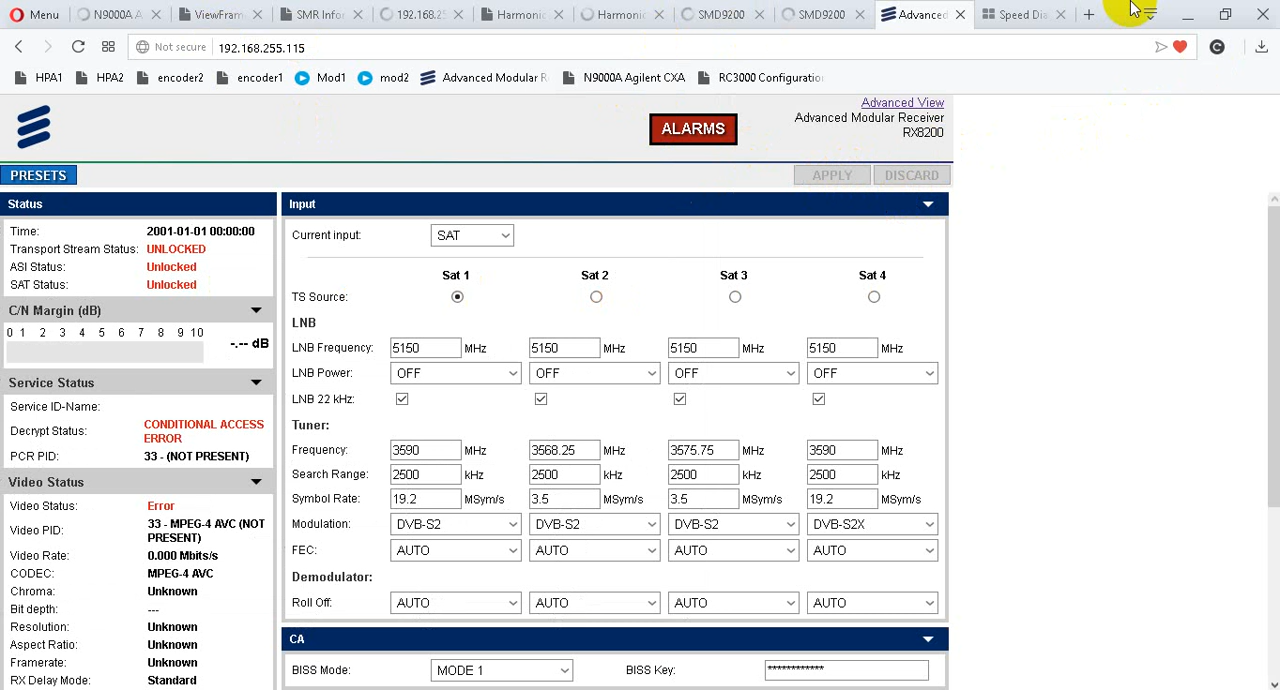 Menu N9000A ViewFram SMR Infor 192.168.25 Harmonic Harmonic SMD9200 SMD9200 Advanced Speed Dia
Not secure 192.168.255.115
HPA1 HPA2 encoder2 encoder1 Mod1 mod2 Advanced Modular R N9000A Agilent CXA RC3000 Configuratio
Advanced View
ALARMS
Advanced Modular Receiver
RX8200
PRESETS APPLY DISCARD
Status
Time: 2001-01-01 00:00:00
Transport Stream Status: UNLOCKED
ASI Status: Unlocked
SAT Status: Unlocked
C/N Margin (dB)
0 1 2 3 4 5 6 7 8 9 10
-.-- dB
Service Status
Service ID-Name:
Decrypt Status: CONDITIONAL ACCESS
ERROR
PCR PID: 33 - (NOT PRESENT)
Video Status
Video Status: Error
Video PID: 33 - MPEG-4 AVC (NOT
PRESENT)
Video Rate: 0.000 Mbits/s
CODEC: MPEG-4 AVC
Chroma: Unknown
Bit depth: ---
Resolution: Unknown
Aspect Ratio: Unknown
Framerate: Unknown
RX Delay Mode: Standard
Input
Current input: SAT
Sat 1 Sat 2 Sat 3 Sat 4
TS Source:
LNB
LNB Frequency: 5150 MHz 5150 MHz 5150 MHz 5150 MHz
LNB Power: OFF OFF OFF OFF
LNB 22 kHz:
Tuner:
Frequency: 3590 MHz 3568.25 MHz 3575.75 MHz 3590 MHz
Search Range: 2500 kHz 2500 kHz 2500 kHz 2500 kHz
Symbol Rate: 19.2 MSym/s 3.5 MSym/s 3.5 MSym/s 19.2 MSym/s
Modulation: DVB-S2 DVB-S2 DVB-S2 DVB-S2X
FEC: AUTO AUTO AUTO AUTO
Demodulator:
Roll Off: AUTO AUTO AUTO AUTO
CA
BISS Mode: MODE 1 BISS Key: ************